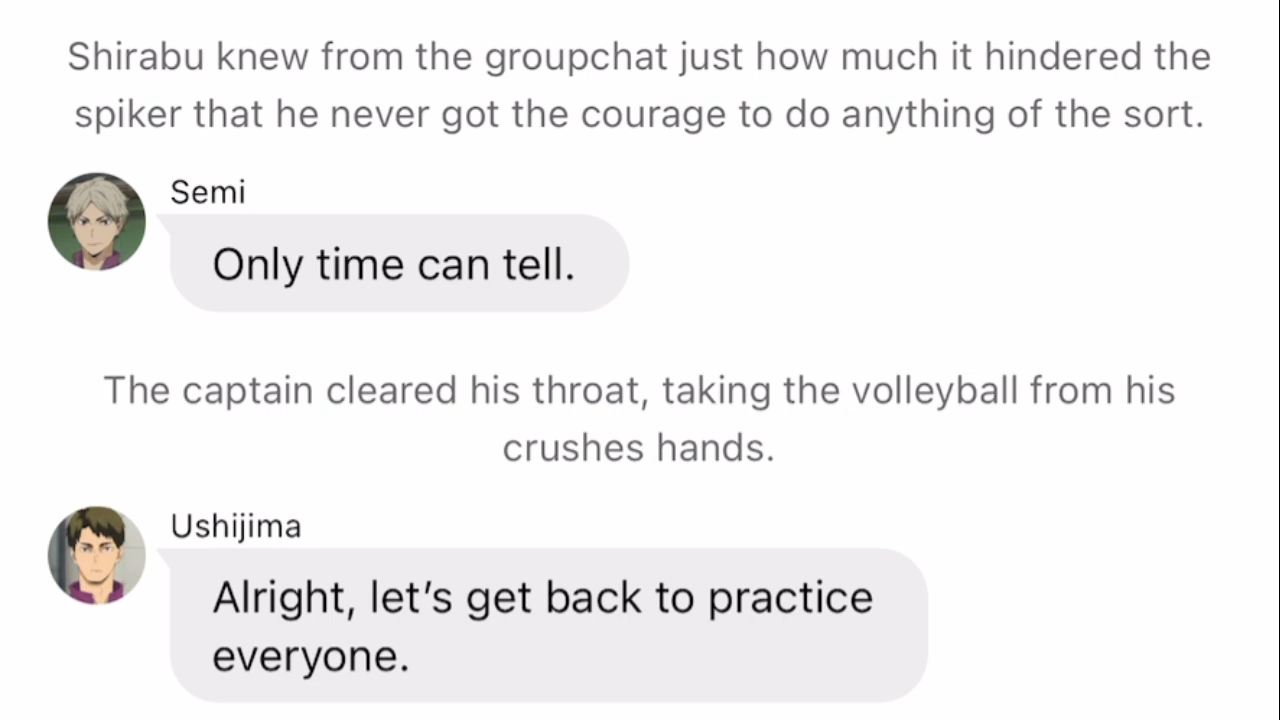 Shirabu knew from the groupchat just how much it hindered the
spiker that he never got the courage to do anything of the sort.
Semi
Only time can tell.
The captain cleared his throat, taking the volleyball from his
crushes hands.
Ushijima
Alright, let’s get back to practice
everyone.